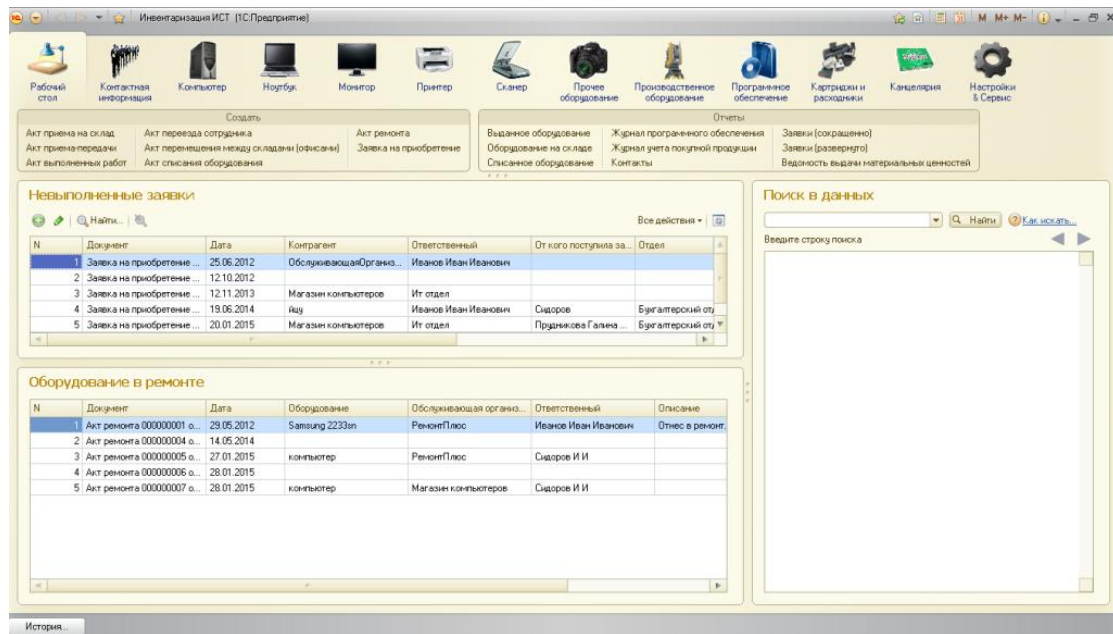 Инвентаризация ИСТ (1С:Предприятие)
M M+ M-
Рабочий стол
Контактная информация
Компьютер
Ноутбук
Монитор
Принтер
Сканер
Прочее оборудование
Производственное оборудование
Программное обеспечение
Картриджи и расходники
Канцелярия
Настройки & Сервис
Создать
Отчеты
Акт приема на склад Акт переезда сотрудника Акт ремонта Выданное оборудование Журнал программного обеспечения Заявки (сокращенно)
Акт приема-передачи Акт перемещения между складами (офисами) Заявка на приобретение Оборудование на складе Журнал учета покупной продукции Заявки (развернуто)
Акт выполненных работ Акт списания оборудования Списанное оборудование Контакты Ведомость выдачи материальных ценностей
Невыполненные заявки
Найти...
Все действия
N Документ Дата Контрагент Ответственный От кого поступила за... Отдел
1 Заявка на приобретение ... 25.06.2012 ОбслуживающаяОрганиз... Иванов Иван Иванович
2 Заявка на приобретение ... 12.10.2012
3 Заявка на приобретение ... 12.11.2013 Магазин компьютеров Ит отдел
4 Заявка на приобретение ... 19.06.2014 йцу Иванов Иван Иванович Сидоров Бухгалтерский от
5 Заявка на приобретение ... 20.01.2015 Магазин компьютеров Ит отдел Прудникова Галина ... Бухгалтерский от
Оборудование в ремонте
N Документ Дата Оборудование Обслуживающая организ... Ответственный Описание
1 Акт ремонта 000000001 о... 29.05.2012 Samsung 2233sn РемонтПлюс Иванов Иван Иванович Отнес в ремонт.
2 Акт ремонта 000000004 о... 14.05.2014
3 Акт ремонта 000000005 о... 27.01.2015 компьютер РемонтПлюс Сидоров И И
4 Акт ремонта 000000006 о... 28.01.2015
5 Акт ремонта 000000007 о... 28.01.2015 компьютер Магазин компьютеров Сидоров И И
Поиск в данных
Найти Как искать...
Введите строку поиска
История...